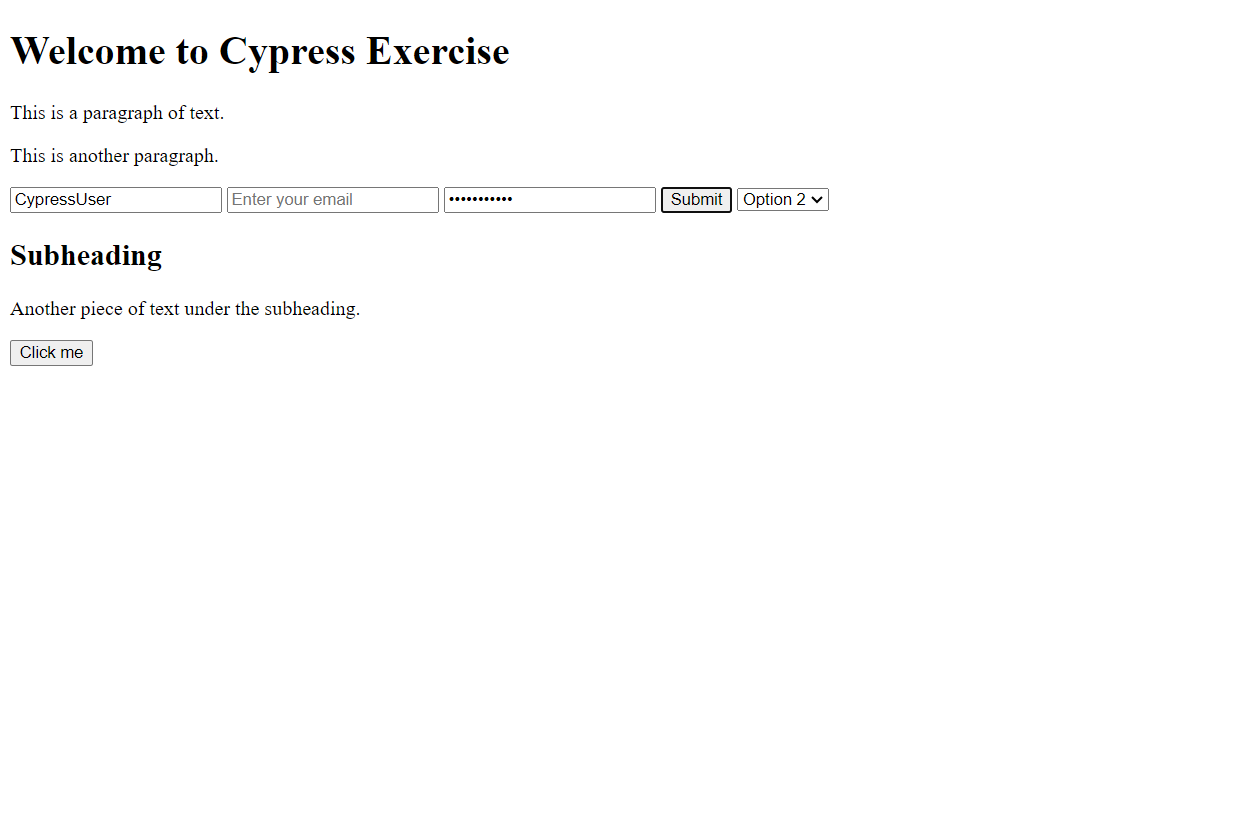 Welcome to Cypress Exercise
This is a paragraph of text.
This is another paragraph.
CypressUser Enter your email ••••••••••• Submit Option 2
Subheading
Another piece of text under the subheading.
Click me